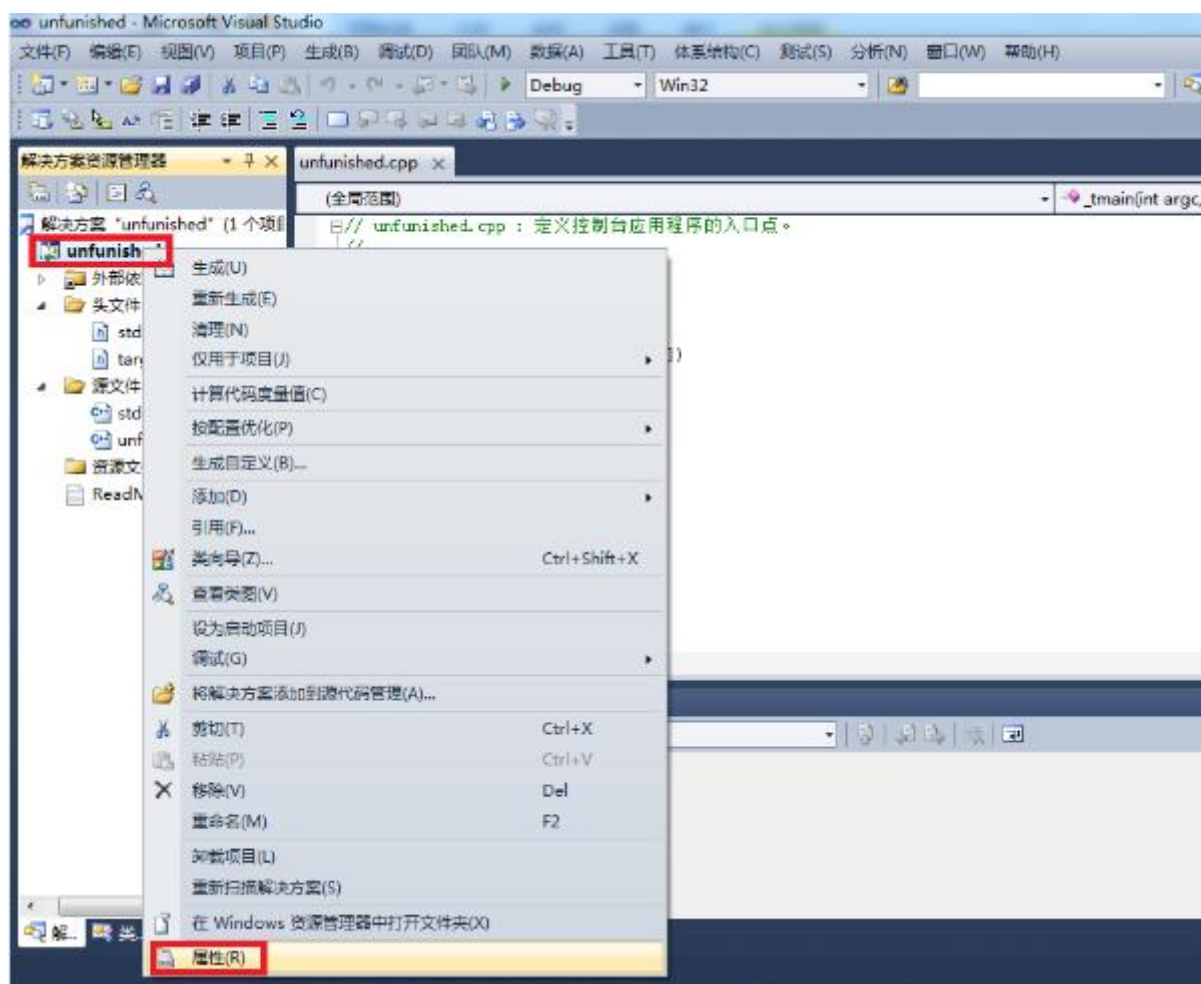 unfunished - Microsoft Visual Studio
文件(F) 编辑(E) 视图(V) 项目(P) 生成(B) 调试(D) 团队(M) 数据(A) 工具(T) 体系结构(C) 测试(S) 分析(N) 窗口(W) 帮助(H)
Debug Win32
解决方案资源管理器 unfunished.cpp
(全局范围) _tmain(int argc,
解决方案 "unfunished" (1 个项目
// unfunished.cpp : 定义控制台应用程序的入口点。
//
unfunish
外部依
头文件
std
targ
源文件
std
unf
资源文
ReadM
生成(U)
重新生成(E)
清理(N)
仅用于项目(J)
])
计算代码度量值(C)
按配置优化(P)
生成自定义(B)...
添加(D)
引用(F)...
类向导(Z)... Ctrl+Shift+X
查看类图(V)
设为启动项目(J)
调试(G)
将解决方案添加到源代码管理(A)...
剪切(T) Ctrl+X
粘贴(P) Ctrl+V
移除(V) Del
重命名(M) F2
卸载项目(L)
重新扫描解决方案(S)
在 Windows 资源管理器中打开文件夹(X)
解... 类...
属性(R)